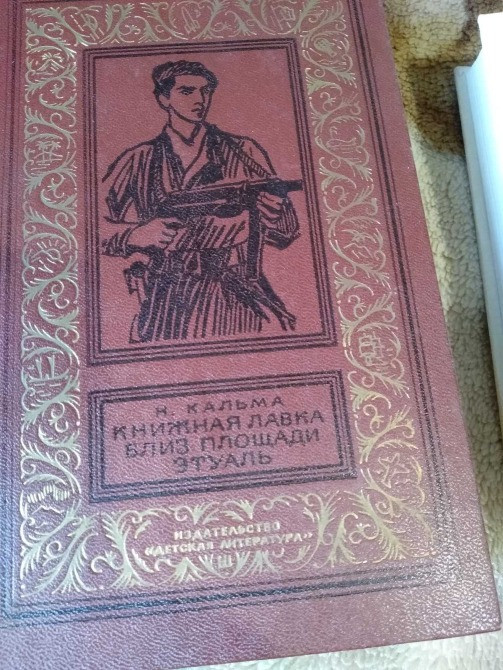 Н. КАЛЬМА
КНИЖНАЯ ЛАВКА
БЛИЗ ПЛОЩАДИ
ЭТУАЛЬ
ИЗДАТЕЛЬСТВО
«ДЕТСКАЯ ЛИТЕРАТУРА»